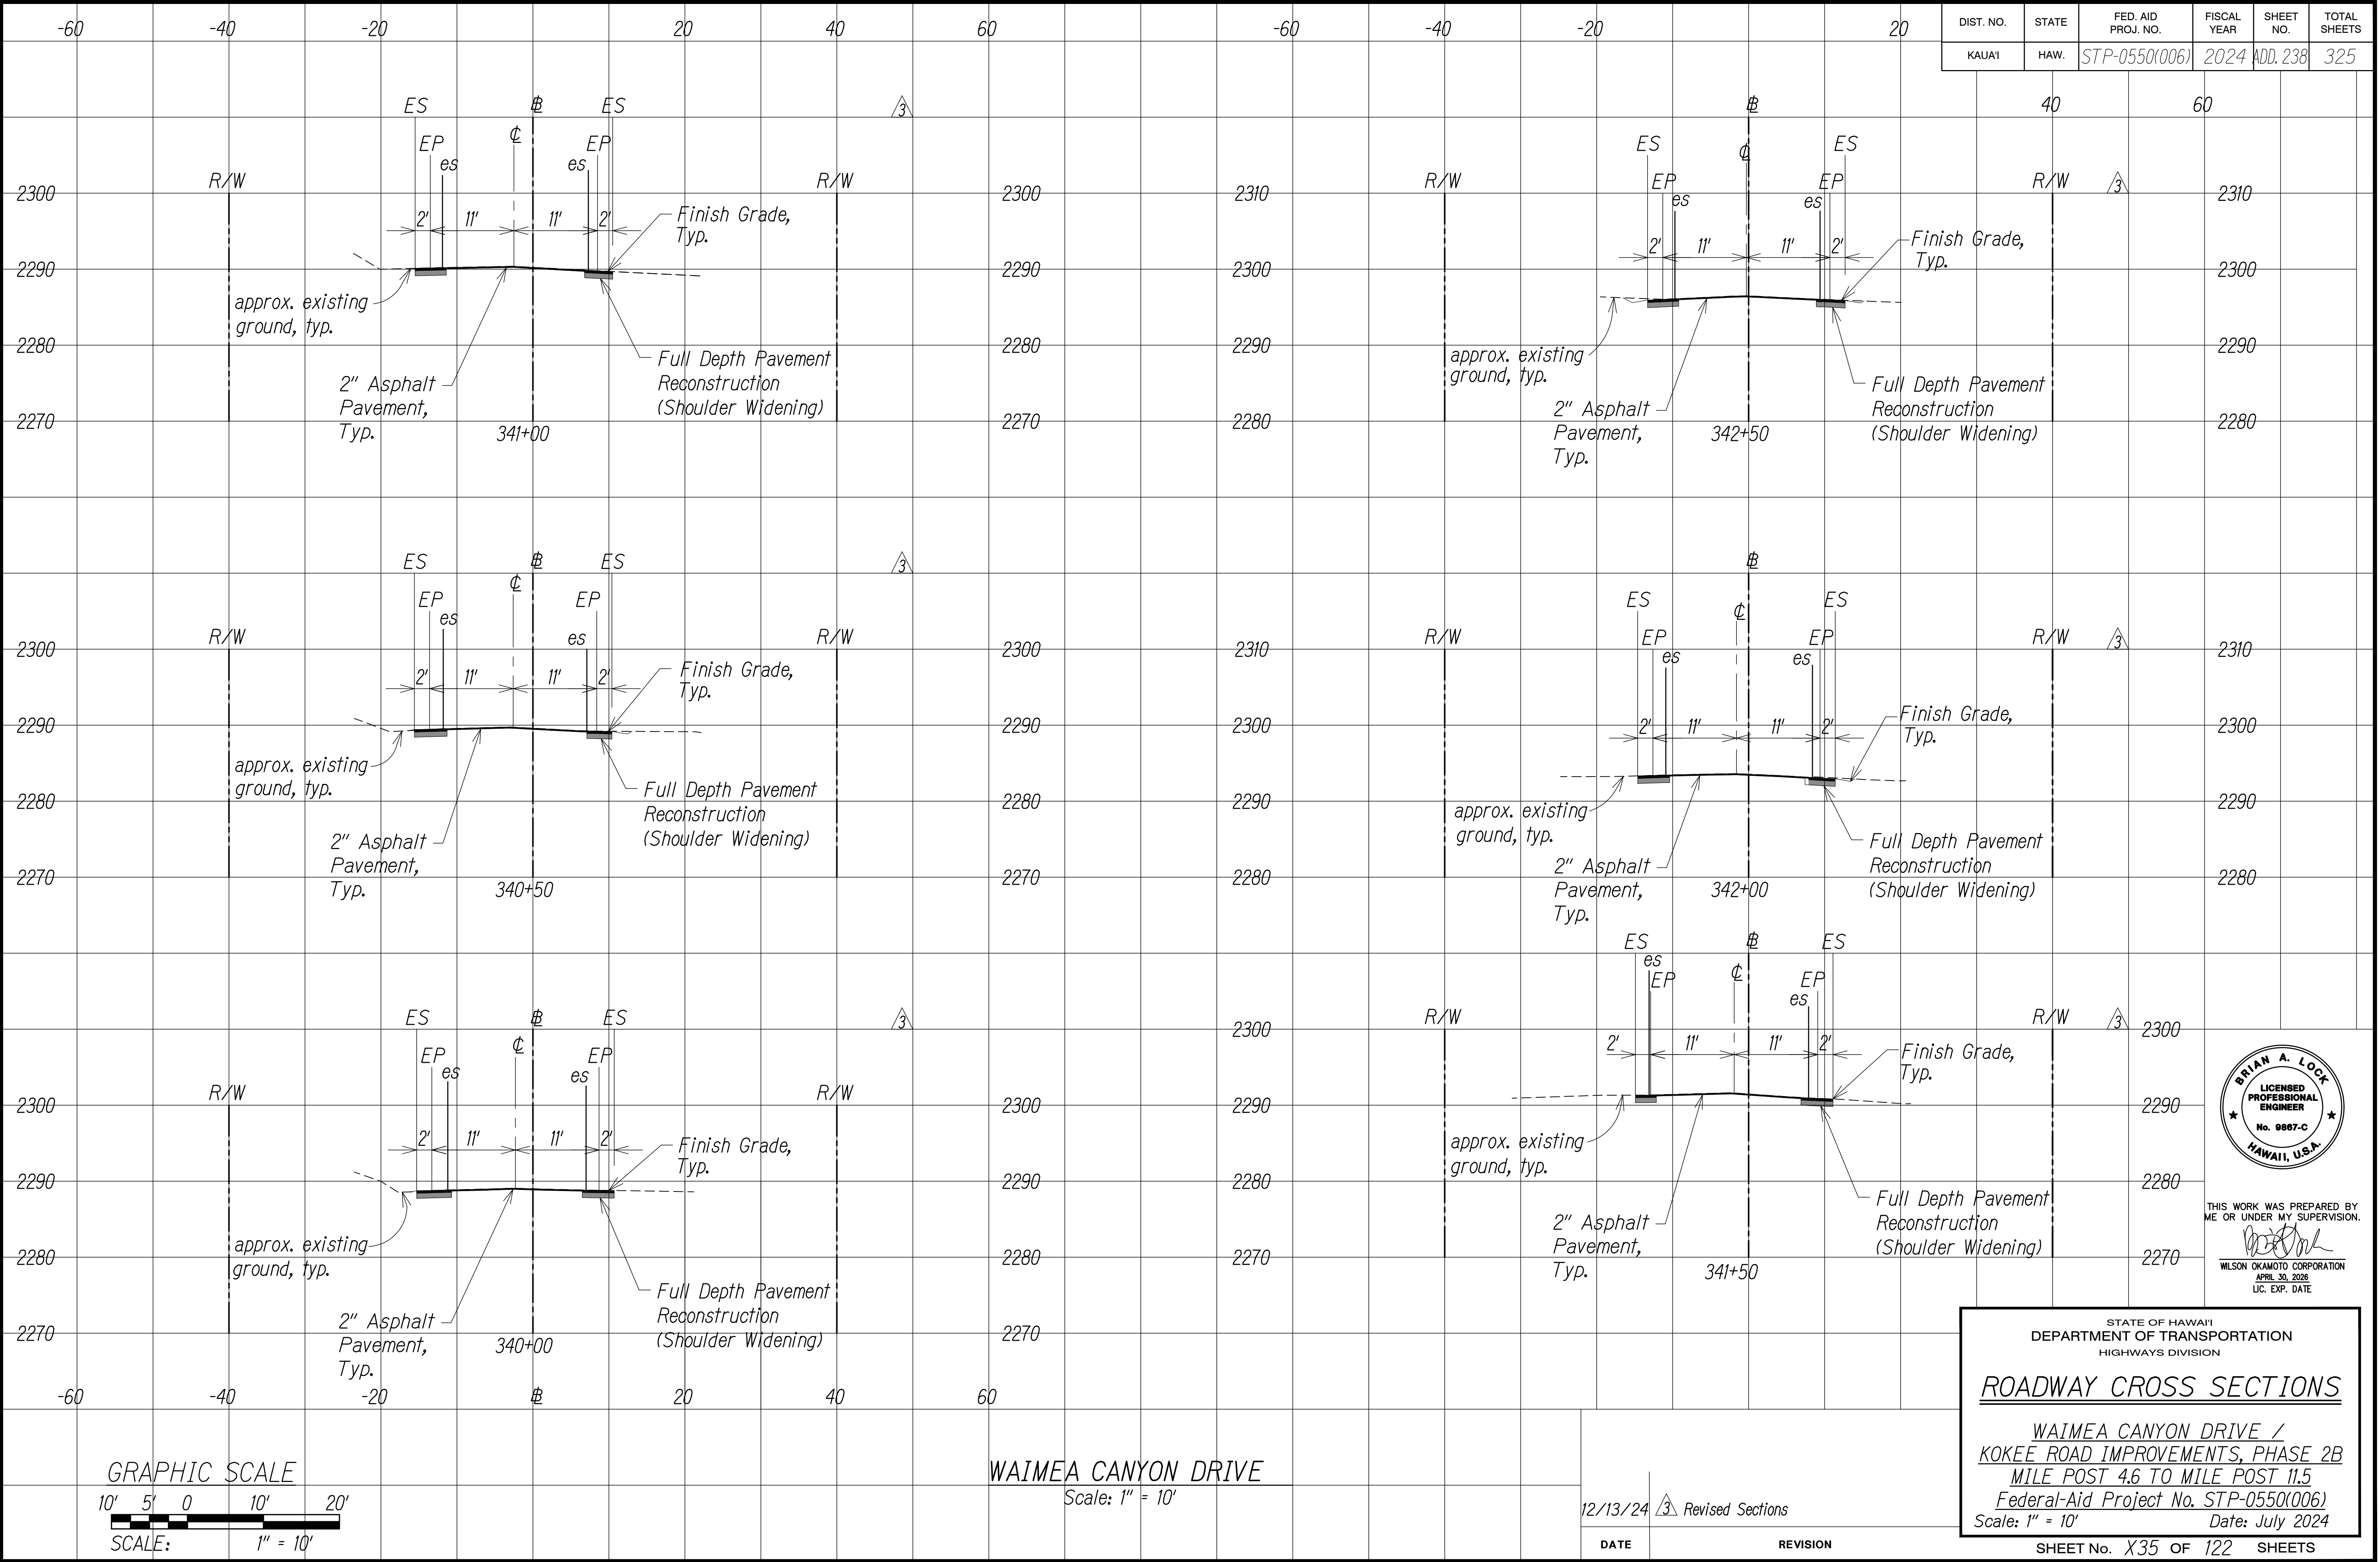 -60 -40 -20 20 40 60 -60 -40 -20 20
DIST. NO. STATE FED. AID PROJ. NO. FISCAL YEAR SHEET NO. TOTAL SHEETS
KAUA'I HAW. STP-0550(006) 2024 ADD. 238 325
40 60
ES ℄ B ES
3
EP es
es EP
R/W R/W
2' 11' 11' 2'
Finish Grade,
Typ.
approx. existing
ground, typ.
2" Asphalt
Pavement,
Typ.
Full Depth Pavement
Reconstruction
(Shoulder Widening)
341+00
2300 2300
2290 2290
2280 2280
2270 2270
ES ℄ B ES
3
EP es
es EP
R/W R/W
2' 11' 11' 2'
Finish Grade,
Typ.
approx. existing
ground, typ.
2" Asphalt
Pavement,
Typ.
Full Depth Pavement
Reconstruction
(Shoulder Widening)
342+50
2310 2310
2300 2300
2290 2290
2280 2280
ES ℄ B ES
3
EP es
es EP
R/W R/W
2' 11' 11' 2'
Finish Grade,
Typ.
approx. existing
ground, typ.
2" Asphalt
Pavement,
Typ.
Full Depth Pavement
Reconstruction
(Shoulder Widening)
340+50
2300 2300
2290 2290
2280 2280
2270 2270
ES ℄ B ES
3
EP es
es EP
R/W R/W
2' 11' 11' 2'
Finish Grade,
Typ.
approx. existing
ground, typ.
2" Asphalt
Pavement,
Typ.
Full Depth Pavement
Reconstruction
(Shoulder Widening)
342+00
2310 2310
2300 2300
2290 2290
2280 2280
ES ℄ B ES
3
EP es
es EP
R/W R/W
2' 11' 11' 2'
Finish Grade,
Typ.
approx. existing
ground, typ.
2" Asphalt
Pavement,
Typ.
Full Depth Pavement
Reconstruction
(Shoulder Widening)
340+00
2300 2300
2290 2290
2280 2280
2270 2270
ES ℄ B ES
3
es EP
es EP
R/W R/W
2' 11' 11' 2'
Finish Grade,
Typ.
approx. existing
ground, typ.
2" Asphalt
Pavement,
Typ.
Full Depth Pavement
Reconstruction
(Shoulder Widening)
341+50
2300 2300
2290 2290
2280 2280
2270 2270
-60 -40 -20 B 20 40 60
GRAPHIC SCALE
10' 5' 0 10' 20'
SCALE: 1" = 10'
WAIMEA CANYON DRIVE
Scale: 1" = 10'
12/13/24 3 Revised Sections
DATE REVISION
BRIAN A. LOCK
LICENSED
PROFESSIONAL
ENGINEER
No. 9867-C
HAWAII, U.S.A.
THIS WORK WAS PREPARED BY
ME OR UNDER MY SUPERVISION.
WILSON OKAMOTO CORPORATION
APRIL 30, 2026
LIC. EXP. DATE
STATE OF HAWAI'I
DEPARTMENT OF TRANSPORTATION
HIGHWAYS DIVISION
ROADWAY CROSS SECTIONS
WAIMEA CANYON DRIVE /
KOKEE ROAD IMPROVEMENTS, PHASE 2B
MILE POST 4.6 TO MILE POST 11.5
Federal-Aid Project No. STP-0550(006)
Scale: 1" = 10' Date: July 2024
SHEET No. X35 OF 122 SHEETS